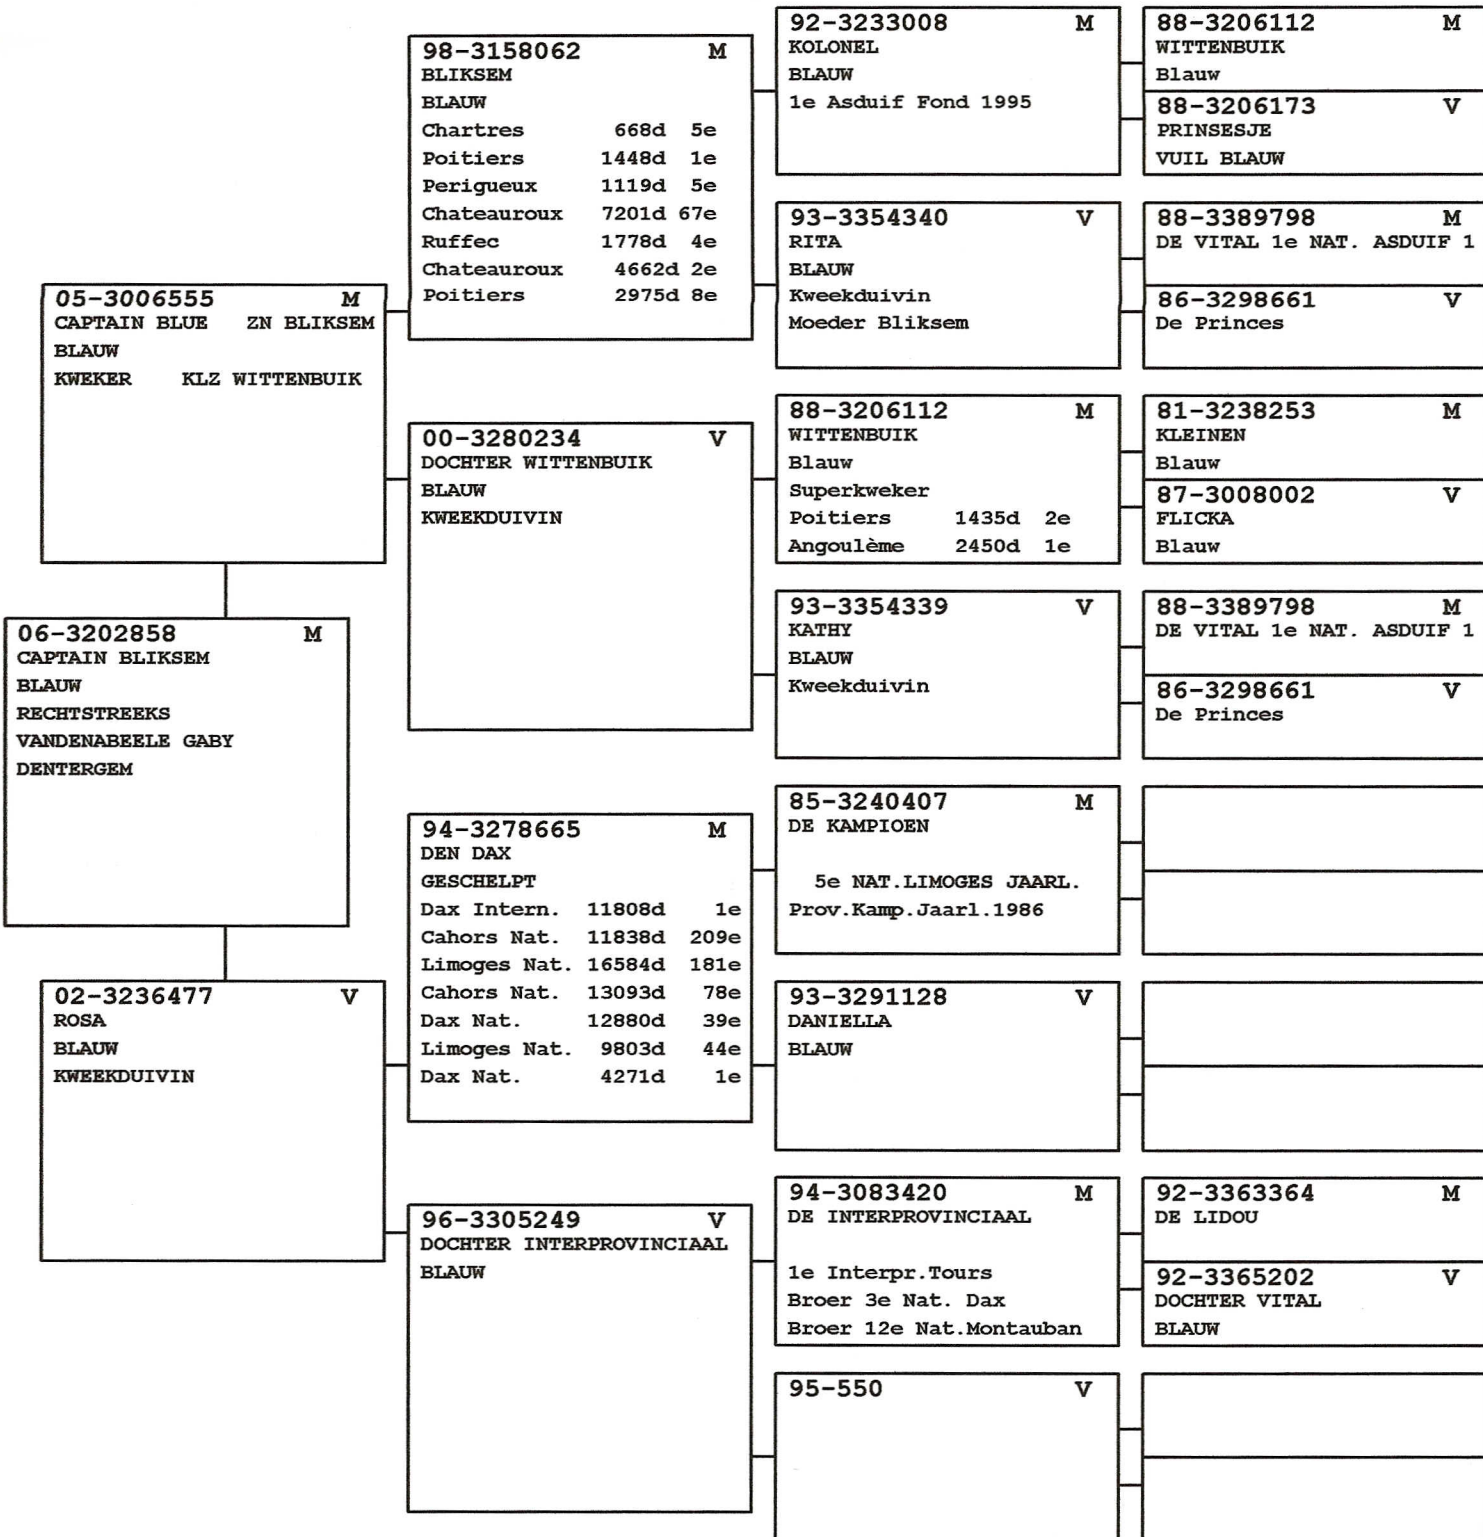 06-3202858 M
CAPTAIN BLIKSEM
BLAUW
RECHTSTREEKS
VANDENABEELE GABY
DENTERGEM
05-3006555 M
CAPTAIN BLUE ZN BLIKSEM
BLAUW
KWEKER KLZ WITTENBUIK
02-3236477 V
ROSA
BLAUW
KWEEKDUIVIN
98-3158062 M
BLIKSEM
BLAUW
Chartres 668d 5e
Poitiers 1448d 1e
Perigueux 1119d 5e
Chateauroux 7201d 67e
Ruffec 1778d 4e
Chateauroux 4662d 2e
Poitiers 2975d 8e
00-3280234 V
DOCHTER WITTENBUIK
BLAUW
KWEEKDUIVIN
94-3278665 M
DEN DAX
GESCHELPT
Dax Intern. 11808d 1e
Cahors Nat. 11838d 209e
Limoges Nat. 16584d 181e
Cahors Nat. 13093d 78e
Dax Nat. 12880d 39e
Limoges Nat. 9803d 44e
Dax Nat. 4271d 1e
96-3305249 V
DOCHTER INTERPROVINCIAAL
BLAUW
92-3233008 M
KOLONEL
BLAUW
1e Asduif Fond 1995
93-3354340 V
RITA
BLAUW
Kweekduivin
Moeder Bliksem
88-3206112 M
WITTENBUIK
Blauw
Superkweker
Poitiers 1435d 2e
Angoulème 2450d 1e
93-3354339 V
KATHY
BLAUW
Kweekduivin
85-3240407 M
DE KAMPIOEN
5e NAT.LIMOGES JAARL.
Prov.Kamp.Jaarl.1986
93-3291128 V
DANIELLA
BLAUW
94-3083420 M
DE INTERPROVINCIAAL
1e Interpr.Tours
Broer 3e Nat. Dax
Broer 12e Nat.Montauban
95-550 V
88-3206112 M
WITTENBUIK
Blauw
88-3206173 V
PRINSESJE
VUIL BLAUW
88-3389798 M
DE VITAL 1e NAT. ASDUIF 1
86-3298661 V
De Princes
81-3238253 M
KLEINEN
Blauw
87-3008002 V
FLICKA
Blauw
88-3389798 M
DE VITAL 1e NAT. ASDUIF 1
86-3298661 V
De Princes
92-3363364 M
DE LIDOU
92-3365202 V
DOCHTER VITAL
BLAUW